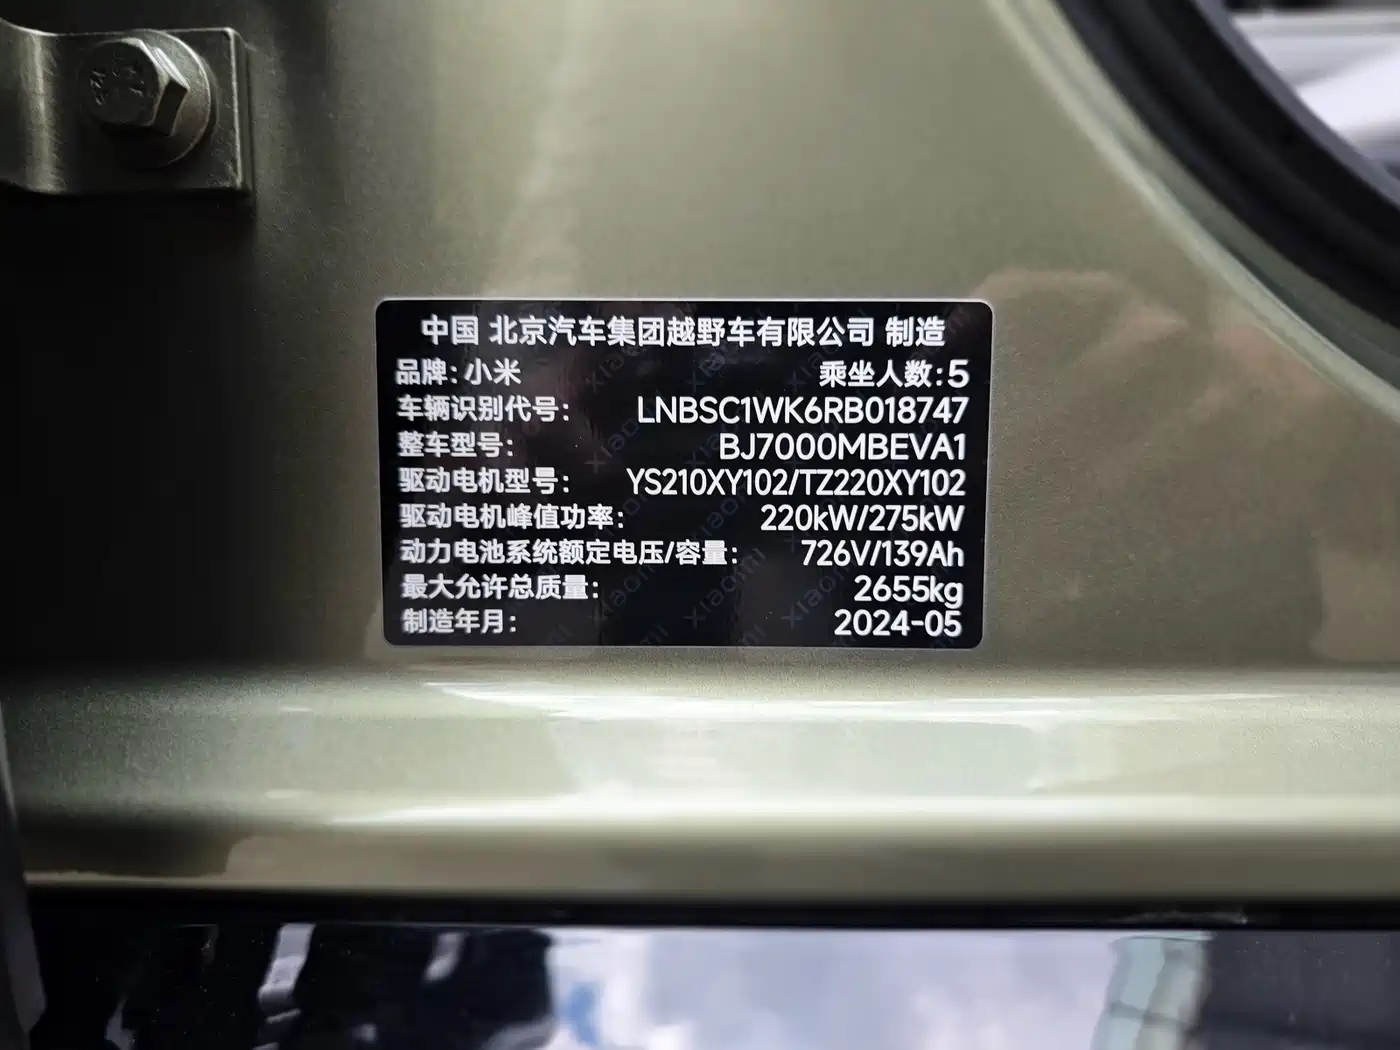 中国 北京汽车集团越野车有限公司 制造
品牌：小米 乘坐人数：5
车辆识别代号： LNBSC1WK6RB018747
整车型号： BJ7000MBEVA1
驱动电机型号： YS210XY102/TZ220XY102
驱动电机峰值功率： 220kW/275kW
动力电池系统额定电压/容量： 726V/139Ah
最大允许总质量： 2655kg
制造年月： 2024-05